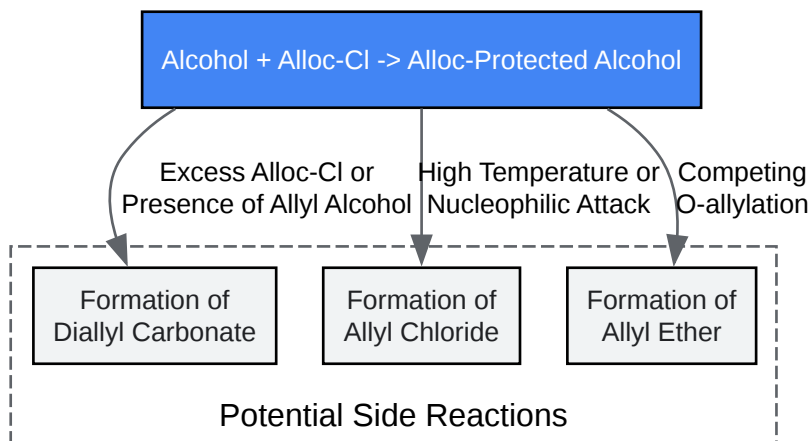 Alcohol + Alloc-Cl -> Alloc-Protected Alcohol
Excess Alloc-Cl or
Presence of Allyl Alcohol
High Temperature or
Nucleophilic Attack
Competing
O-allylation
Formation of
Diallyl Carbonate
Formation of
Allyl Chloride
Formation of
Allyl Ether
Potential Side Reactions